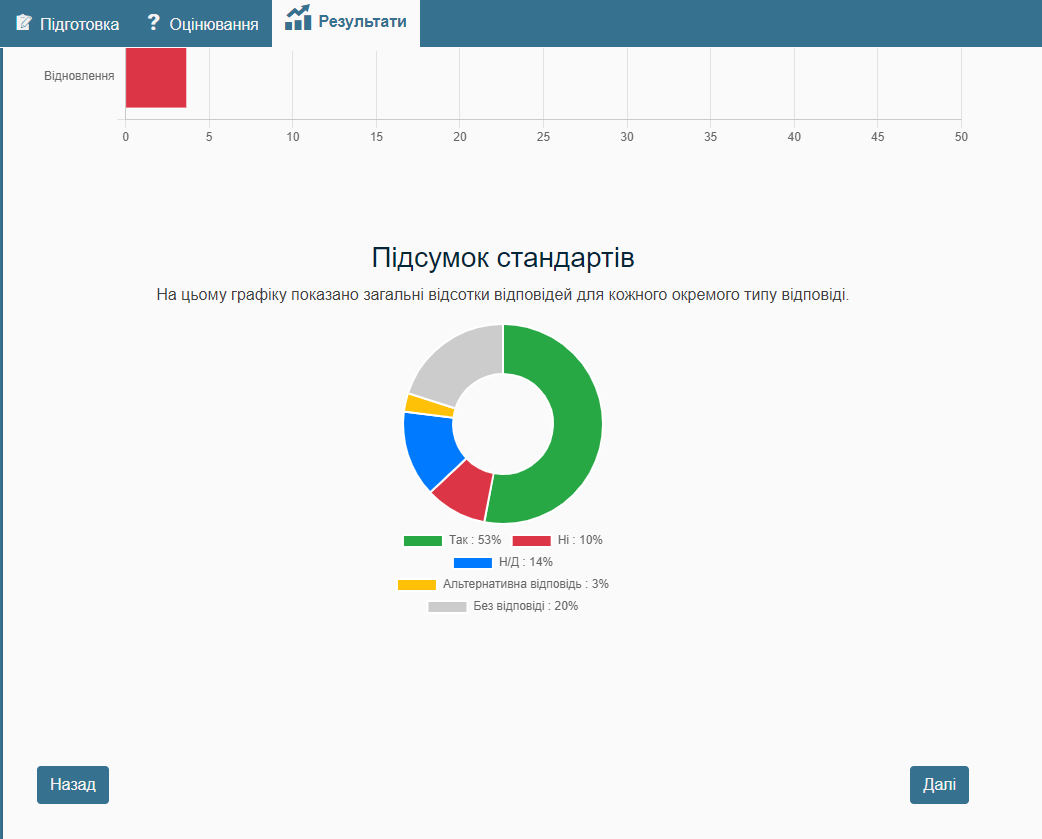 Підготовка ? Оцінювання Результати
Відновлення
0 5 10 15 20 25 30 35 40 45 50
Підсумок стандартів
На цьому графіку показано загальні відсотки відповідей для кожного окремого типу відповіді.
Так : 53% Ні : 10%
Н/Д : 14%
Альтернативна відповідь : 3%
Без відповіді : 20%
Назад Далі